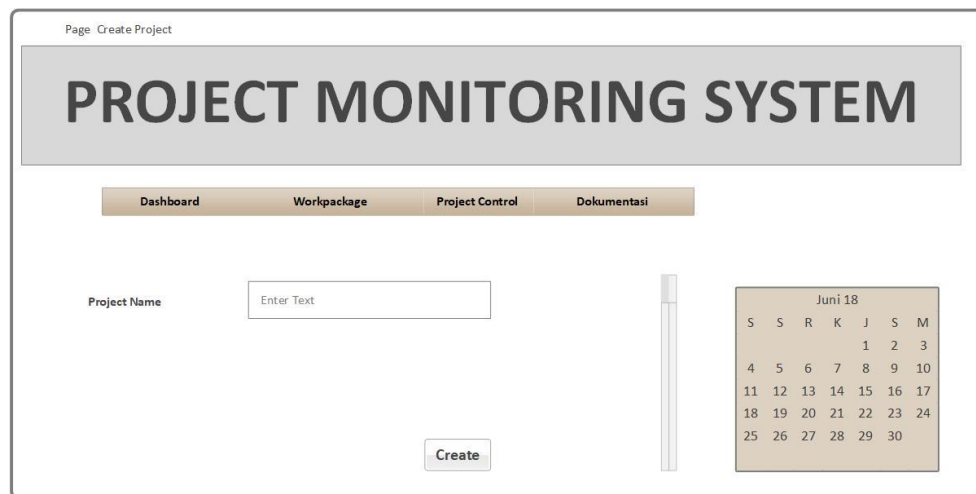 Page Create Project
PROJECT MONITORING SYSTEM
Dashboard Workpackage Project Control Dokumentasi
Project Name Enter Text
Juni 18
S S R K J S M
1 2 3
4 5 6 7 8 9 10
11 12 13 14 15 16 17
18 19 20 21 22 23 24
25 26 27 28 29 30
Create